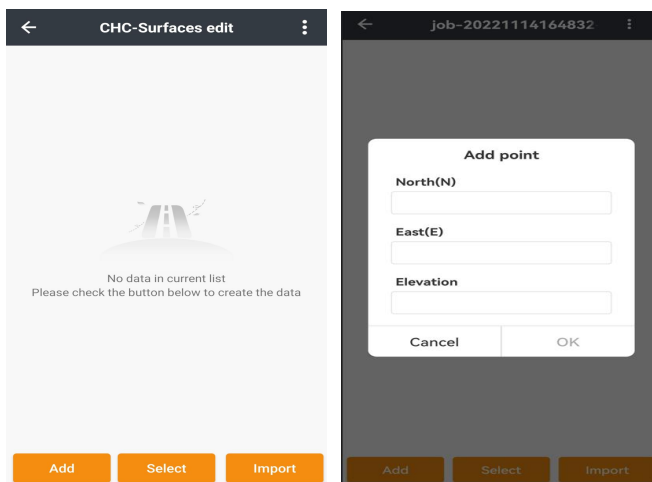 CHC-Surfaces edit
No data in current list
Please check the button below to create the data
Add Select Import
job-20221114164832
Add point
North(N)
East(E)
Elevation
Cancel OK
Add Select Import